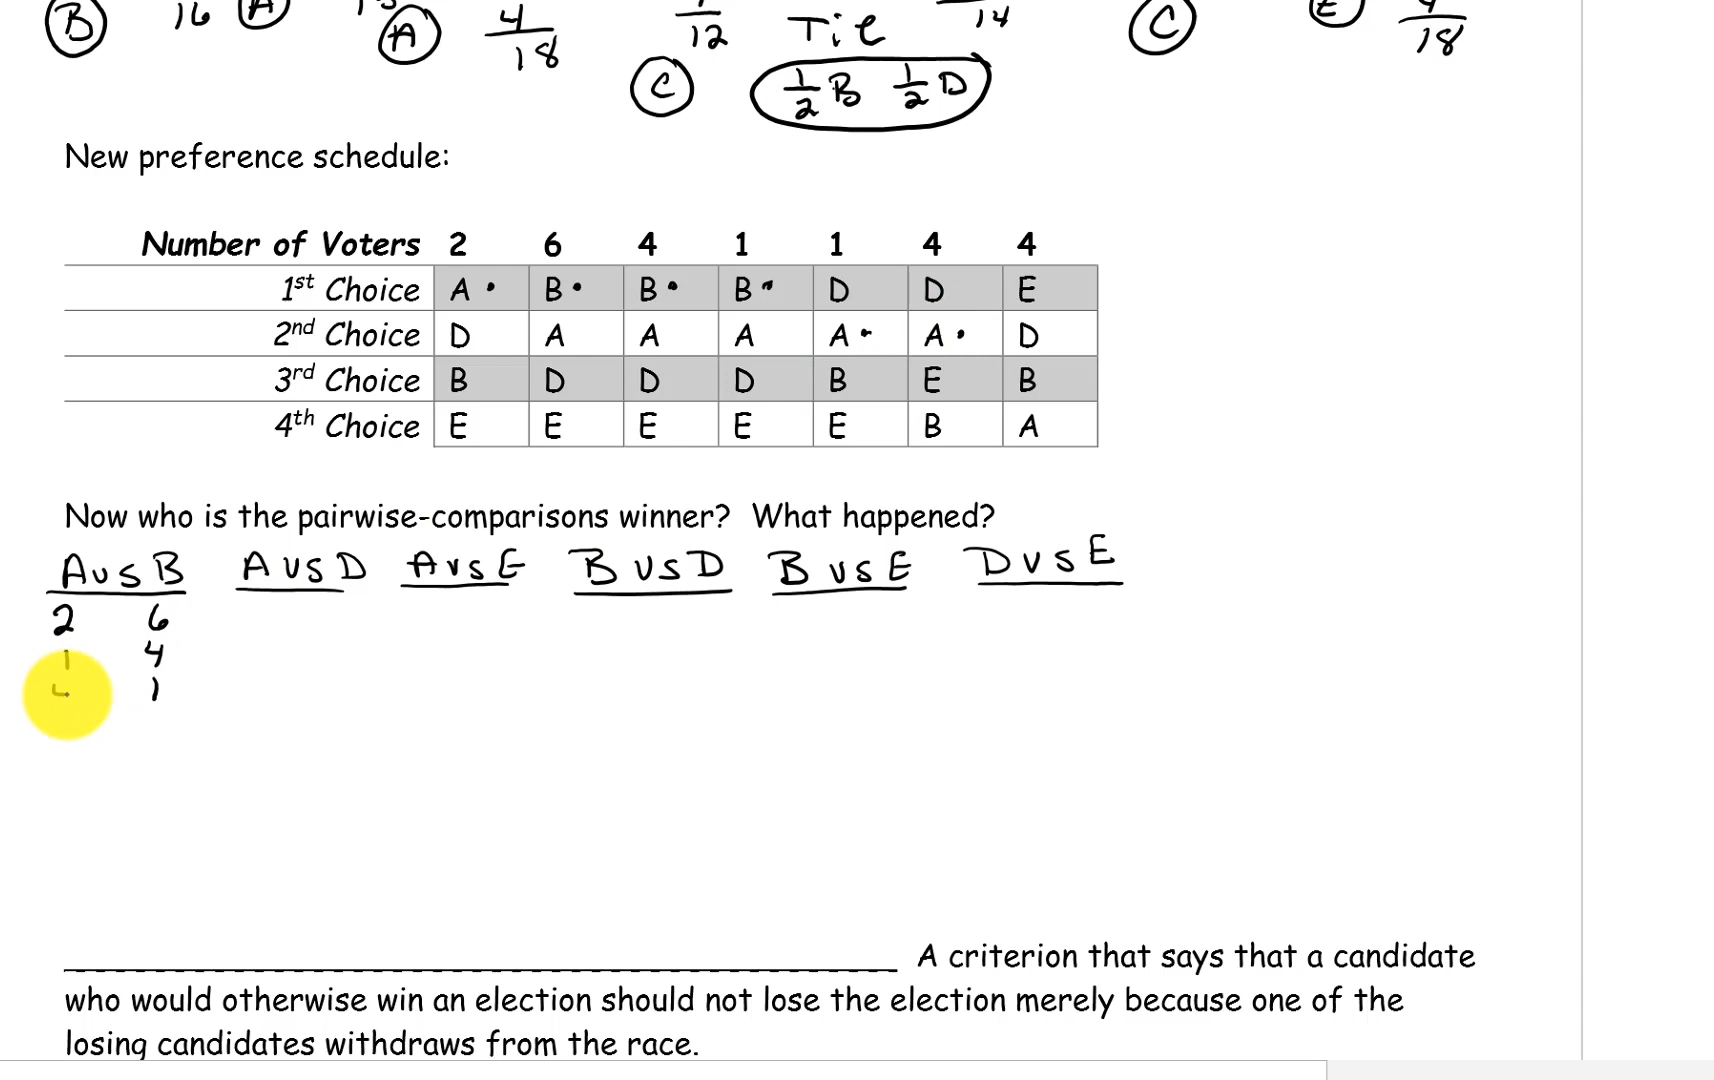 B 16 A A 4/18 /12 Tie /14 C E /18
C 1/2 B 1/2 D
New preference schedule:
Number of Voters 2 6 4 1 1 4 4
1st Choice A B B B D D E
2nd Choice D A A A A A D
3rd Choice B D D D B E B
4th Choice E E E E E B A
Now who is the pairwise-comparisons winner? What happened?
A vs B A vs D A vs E B vs D B vs E D vs E
2 6
1 4
1
A criterion that says that a candidate
who would otherwise win an election should not lose the election merely because one of the
losing candidates withdraws from the race.